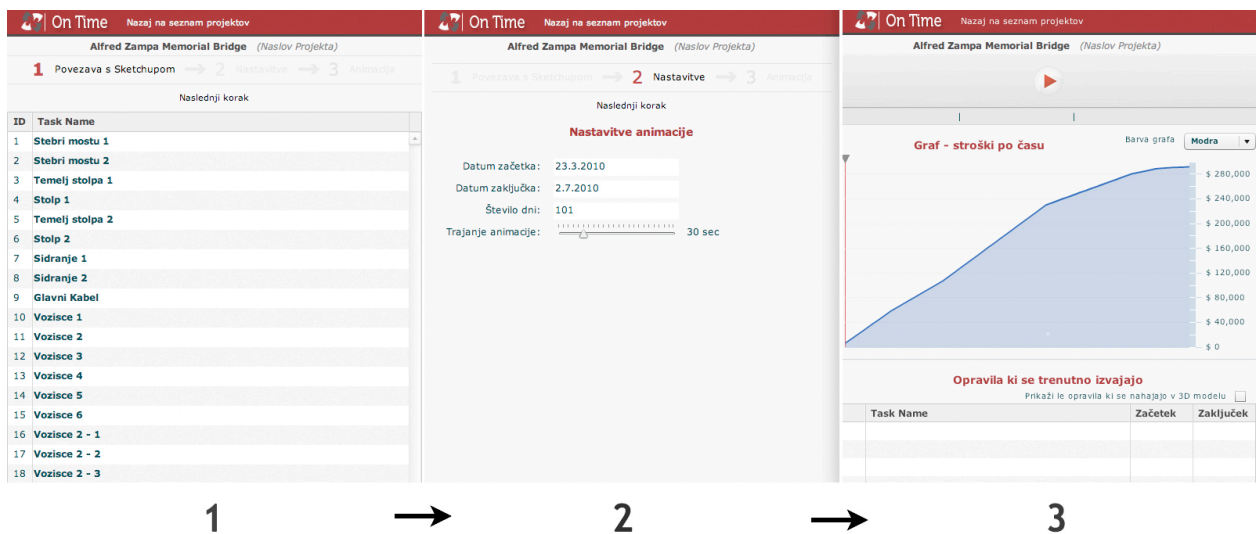 On Time Nazaj na seznam projektov
Alfred Zampa Memorial Bridge (Naslov Projekta)
1 Povezava s Sketchupom 2 Nastavitve 3 Animacija
Naslednji korak
ID Task Name
1 Stebri mostu 1
2 Stebri mostu 2
3 Temelj stolpa 1
4 Stolp 1
5 Temelj stolpa 2
6 Stolp 2
7 Sidranje 1
8 Sidranje 2
9 Glavni Kabel
10 Vozisce 1
11 Vozisce 2
12 Vozisce 3
13 Vozisce 4
14 Vozisce 5
15 Vozisce 6
16 Vozisce 2 - 1
17 Vozisce 2 - 2
18 Vozisce 2 - 3
On Time Nazaj na seznam projektov
Alfred Zampa Memorial Bridge (Naslov Projekta)
1 Povezava s Sketchupom 2 Nastavitve 3 Animacija
Naslednji korak
Nastavitve animacije
Datum začetka: 23.3.2010
Datum zaključka: 2.7.2010
Število dni: 101
Trajanje animacije: 30 sec
On Time Nazaj na seznam projektov
Alfred Zampa Memorial Bridge (Naslov Projekta)
Graf - stroški po času Barva grafa Modra
$ 280,000
$ 240,000
$ 200,000
$ 160,000
$ 120,000
$ 80,000
$ 40,000
$ 0
Opravila ki se trenutno izvajajo
Prikaži le opravila ki se nahajajo v 3D modelu
Task Name Začetek Zaključek
1 2 3